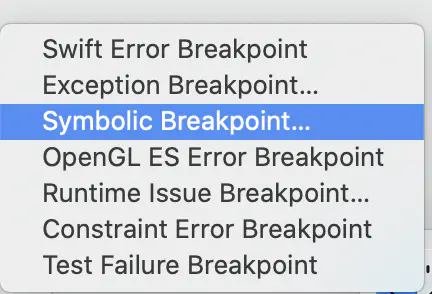 Swift Error Breakpoint
Exception Breakpoint...
Symbolic Breakpoint...
OpenGL ES Error Breakpoint
Runtime Issue Breakpoint...
Constraint Error Breakpoint
Test Failure Breakpoint